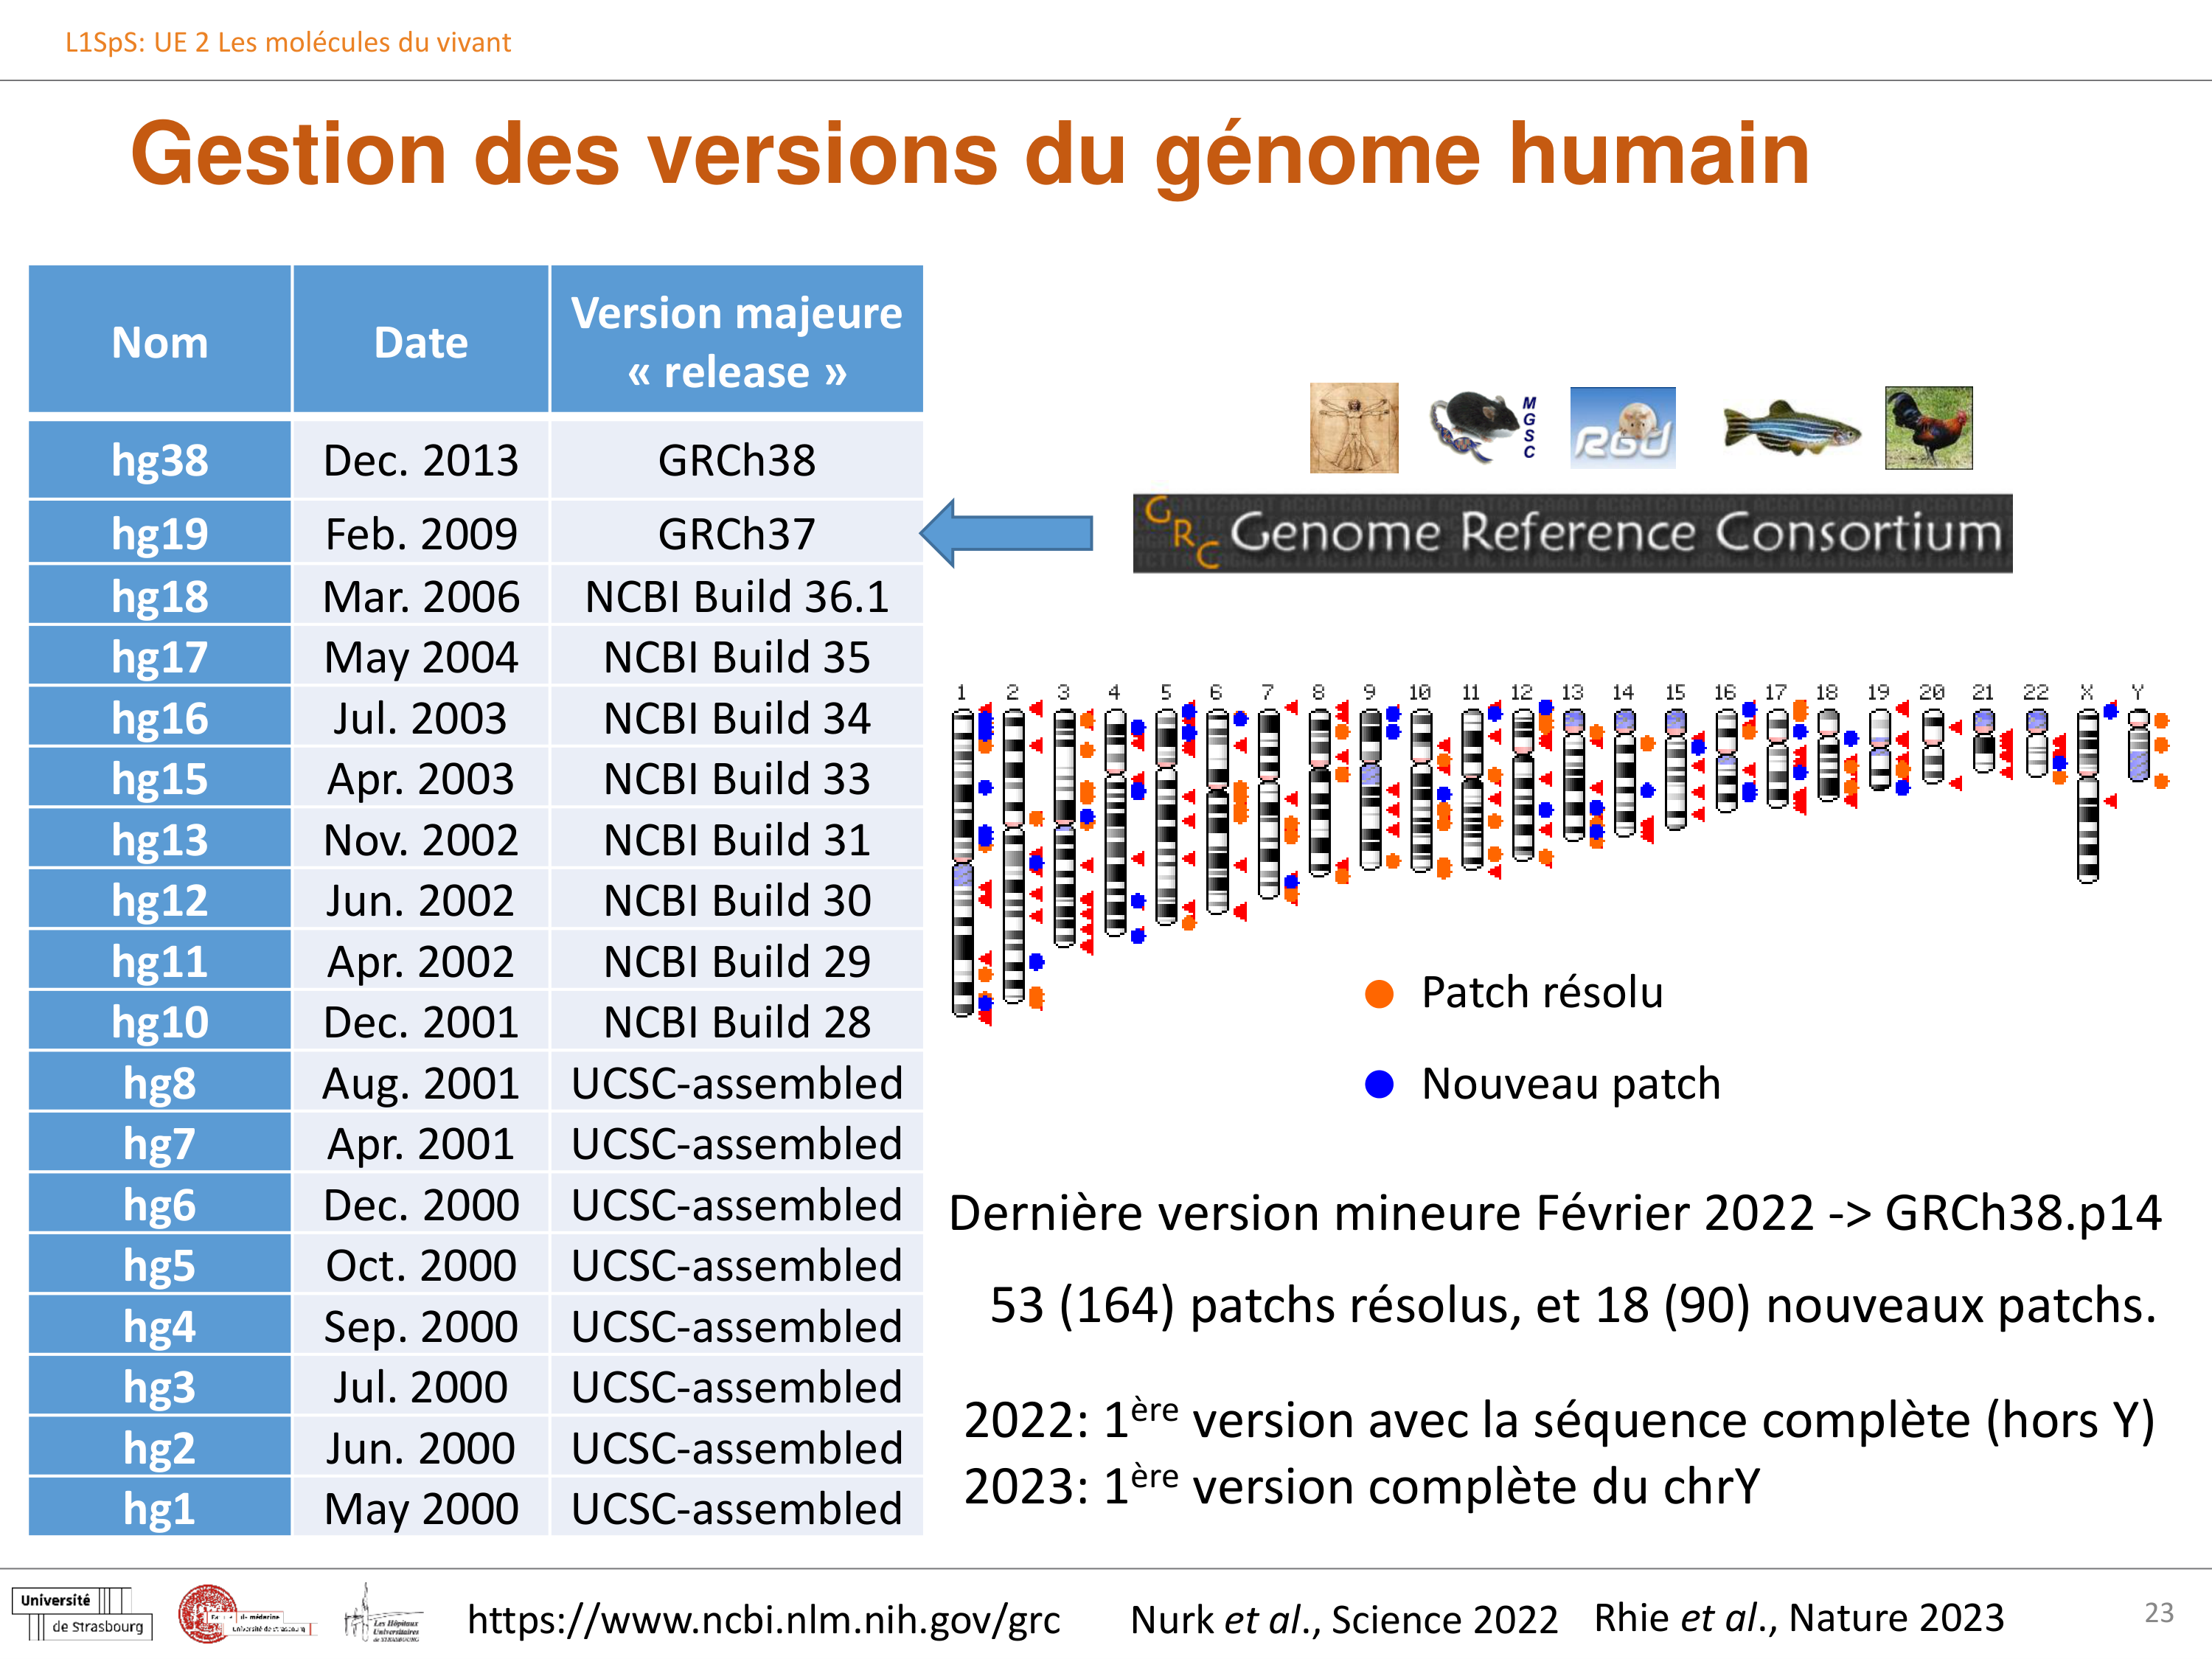 L1SpS: UE 2 Les molécules du vivant
Gestion des versions du génome humain
Nom Date Version majeure « release »
hg38 Dec. 2013 GRCh38
hg19 Feb. 2009 GRCh37
hg18 Mar. 2006 NCBI Build 36.1
hg17 May 2004 NCBI Build 35
hg16 Jul. 2003 NCBI Build 34
hg15 Apr. 2003 NCBI Build 33
hg13 Nov. 2002 NCBI Build 31
hg12 Jun. 2002 NCBI Build 30
hg11 Apr. 2002 NCBI Build 29
hg10 Dec. 2001 NCBI Build 28
hg8 Aug. 2001 UCSC-assembled
hg7 Apr. 2001 UCSC-assembled
hg6 Dec. 2000 UCSC-assembled
hg5 Oct. 2000 UCSC-assembled
hg4 Sep. 2000 UCSC-assembled
hg3 Jul. 2000 UCSC-assembled
hg2 Jun. 2000 UCSC-assembled
hg1 May 2000 UCSC-assembled
MGSC
RGD
GRC Genome Reference Consortium
1 2 3 4 5 6 7 8 9 10 11 12 13 14 15 16 17 18 19 20 21 22 X Y
Patch résolu
Nouveau patch
Dernière version mineure Février 2022 -> GRCh38.p14
53 (164) patchs résolus, et 18 (90) nouveaux patchs.
2022: 1ère version avec la séquence complète (hors Y)
2023: 1ère version complète du chrY
Université
de Strasbourg
Les Hôpitaux
Universitaires
de STRASBOURG
https://www.ncbi.nlm.nih.gov/grc
Nurk et al., Science 2022
Rhie et al., Nature 2023
23